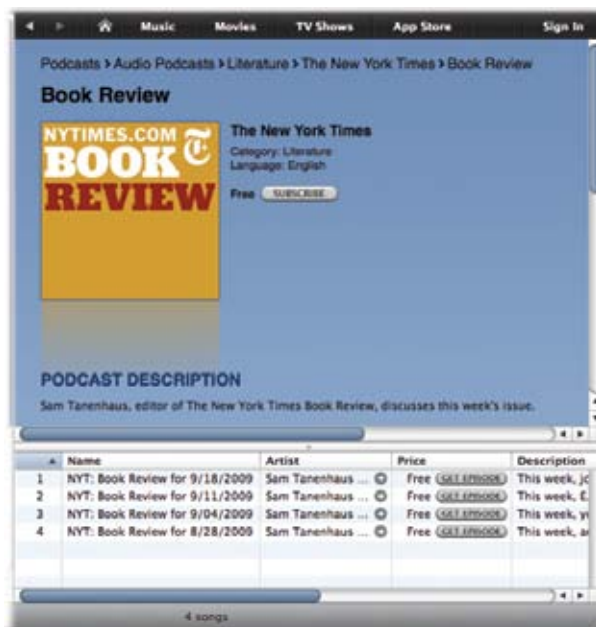 Music Movies TV Shows App Store Sign In
Podcasts > Audio Podcasts > Literature > The New York Times > Book Review
Book Review
NYTIMES.COM
BOOK
REVIEW
The New York Times
Category: Literature
Language: English
Free SUBSCRIBE
PODCAST DESCRIPTION
Sam Tanenhaus, editor of The New York Times Book Review, discusses this week's issue.
Name Artist Price Description
1 NYT: Book Review for 9/18/2009 Sam Tanenhaus ... Free GET EPISODE This week, jo
2 NYT: Book Review for 9/11/2009 Sam Tanenhaus ... Free GET EPISODE This week, E.
3 NYT: Book Review for 9/04/2009 Sam Tanenhaus ... Free GET EPISODE This week, yo
4 NYT: Book Review for 8/28/2009 Sam Tanenhaus ... Free GET EPISODE This week, a
4 songs